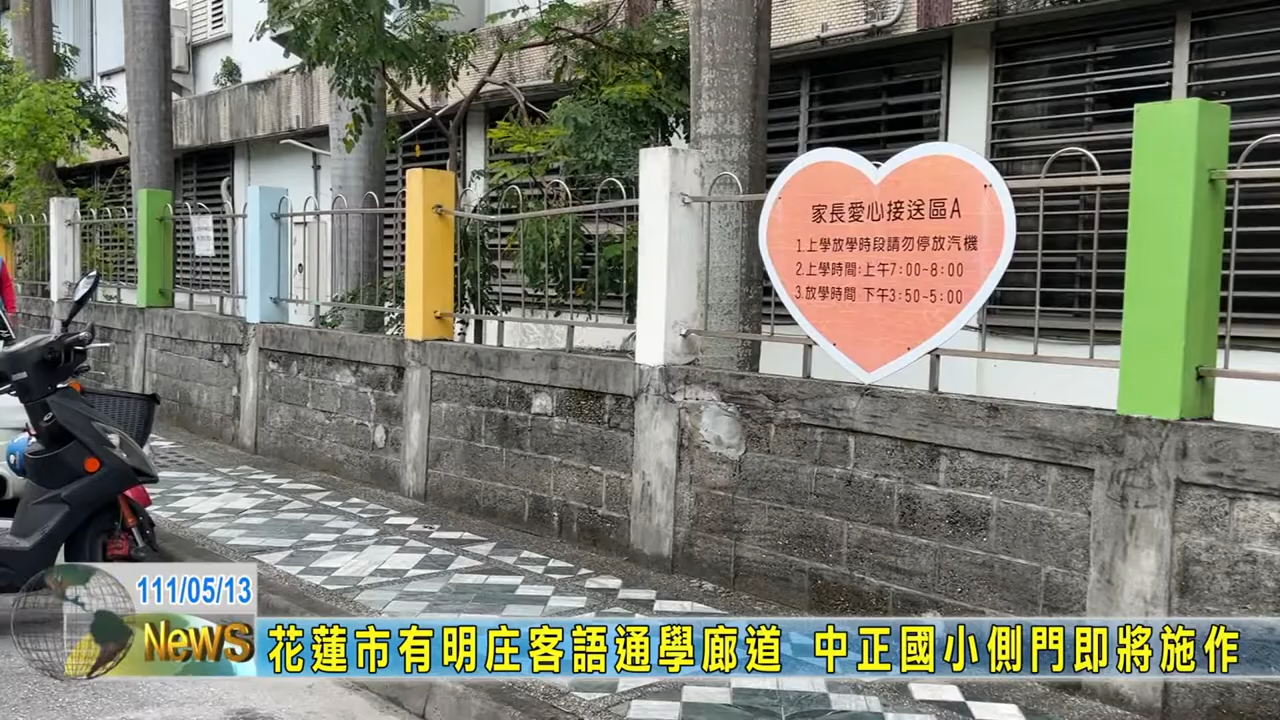 家長愛心接送區A
1.上學放學時段請勿停放汽機
2.上學時間:上午7:00-8:00
3.放學時間 下午3:50-5:00
111/05/13
NewS
花蓮市有明庄客語通學廊道 中正國小側門即將施作